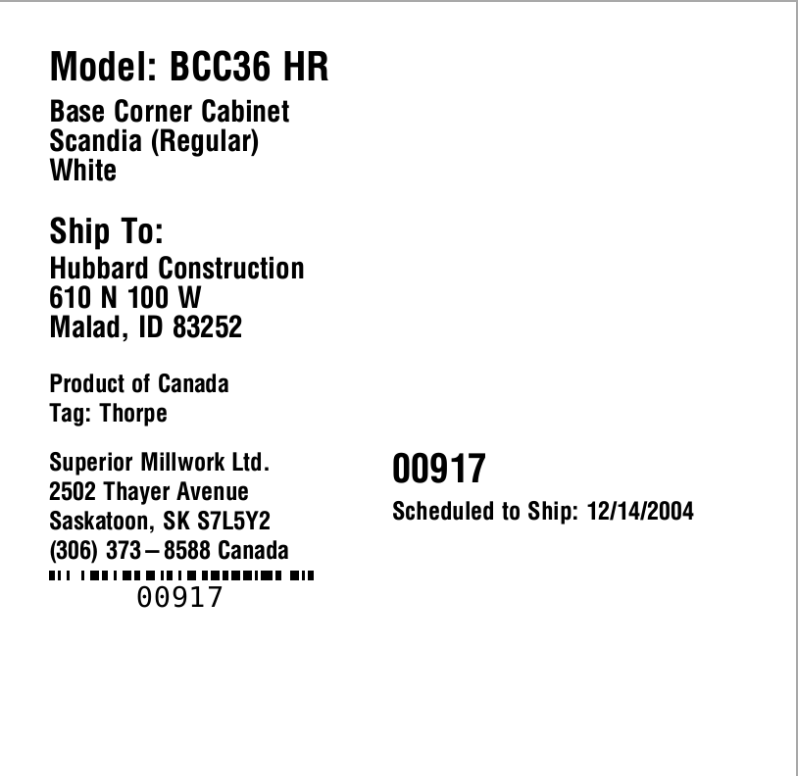 Model: BCC36 HR
Base Corner Cabinet
Scandia (Regular)
White
Ship To:
Hubbard Construction
610 N 100 W
Malad, ID 83252
Product of Canada
Tag: Thorpe
Superior Millwork Ltd.
2502 Thayer Avenue
Saskatoon, SK S7L5Y2
(306) 373–8588 Canada
00917
00917
Scheduled to Ship: 12/14/2004